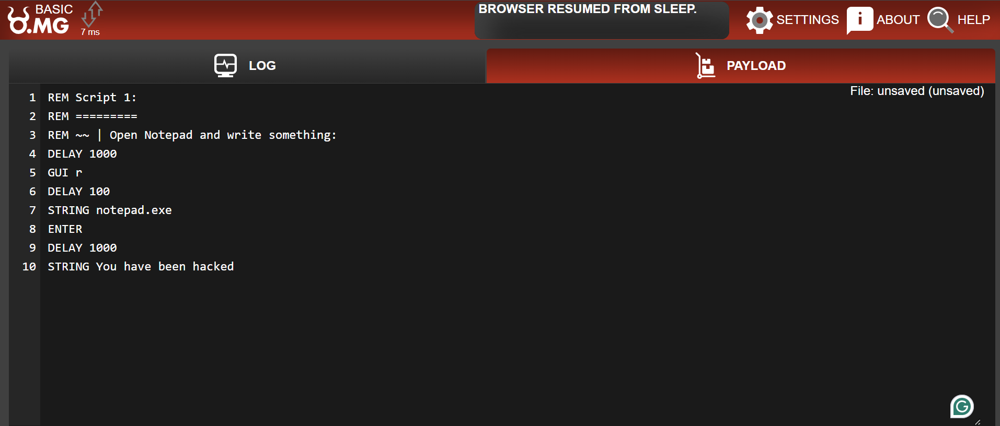 BASIC
O.MG
7 ms
BROWSER RESUMED FROM SLEEP.
SETTINGS
ABOUT
HELP
LOG
PAYLOAD
File: unsaved (unsaved)
1 REM Script 1:
2 REM =========
3 REM ~~ | Open Notepad and write something:
4 DELAY 1000
5 GUI r
6 DELAY 100
7 STRING notepad.exe
8 ENTER
9 DELAY 1000
10 STRING You have been hacked